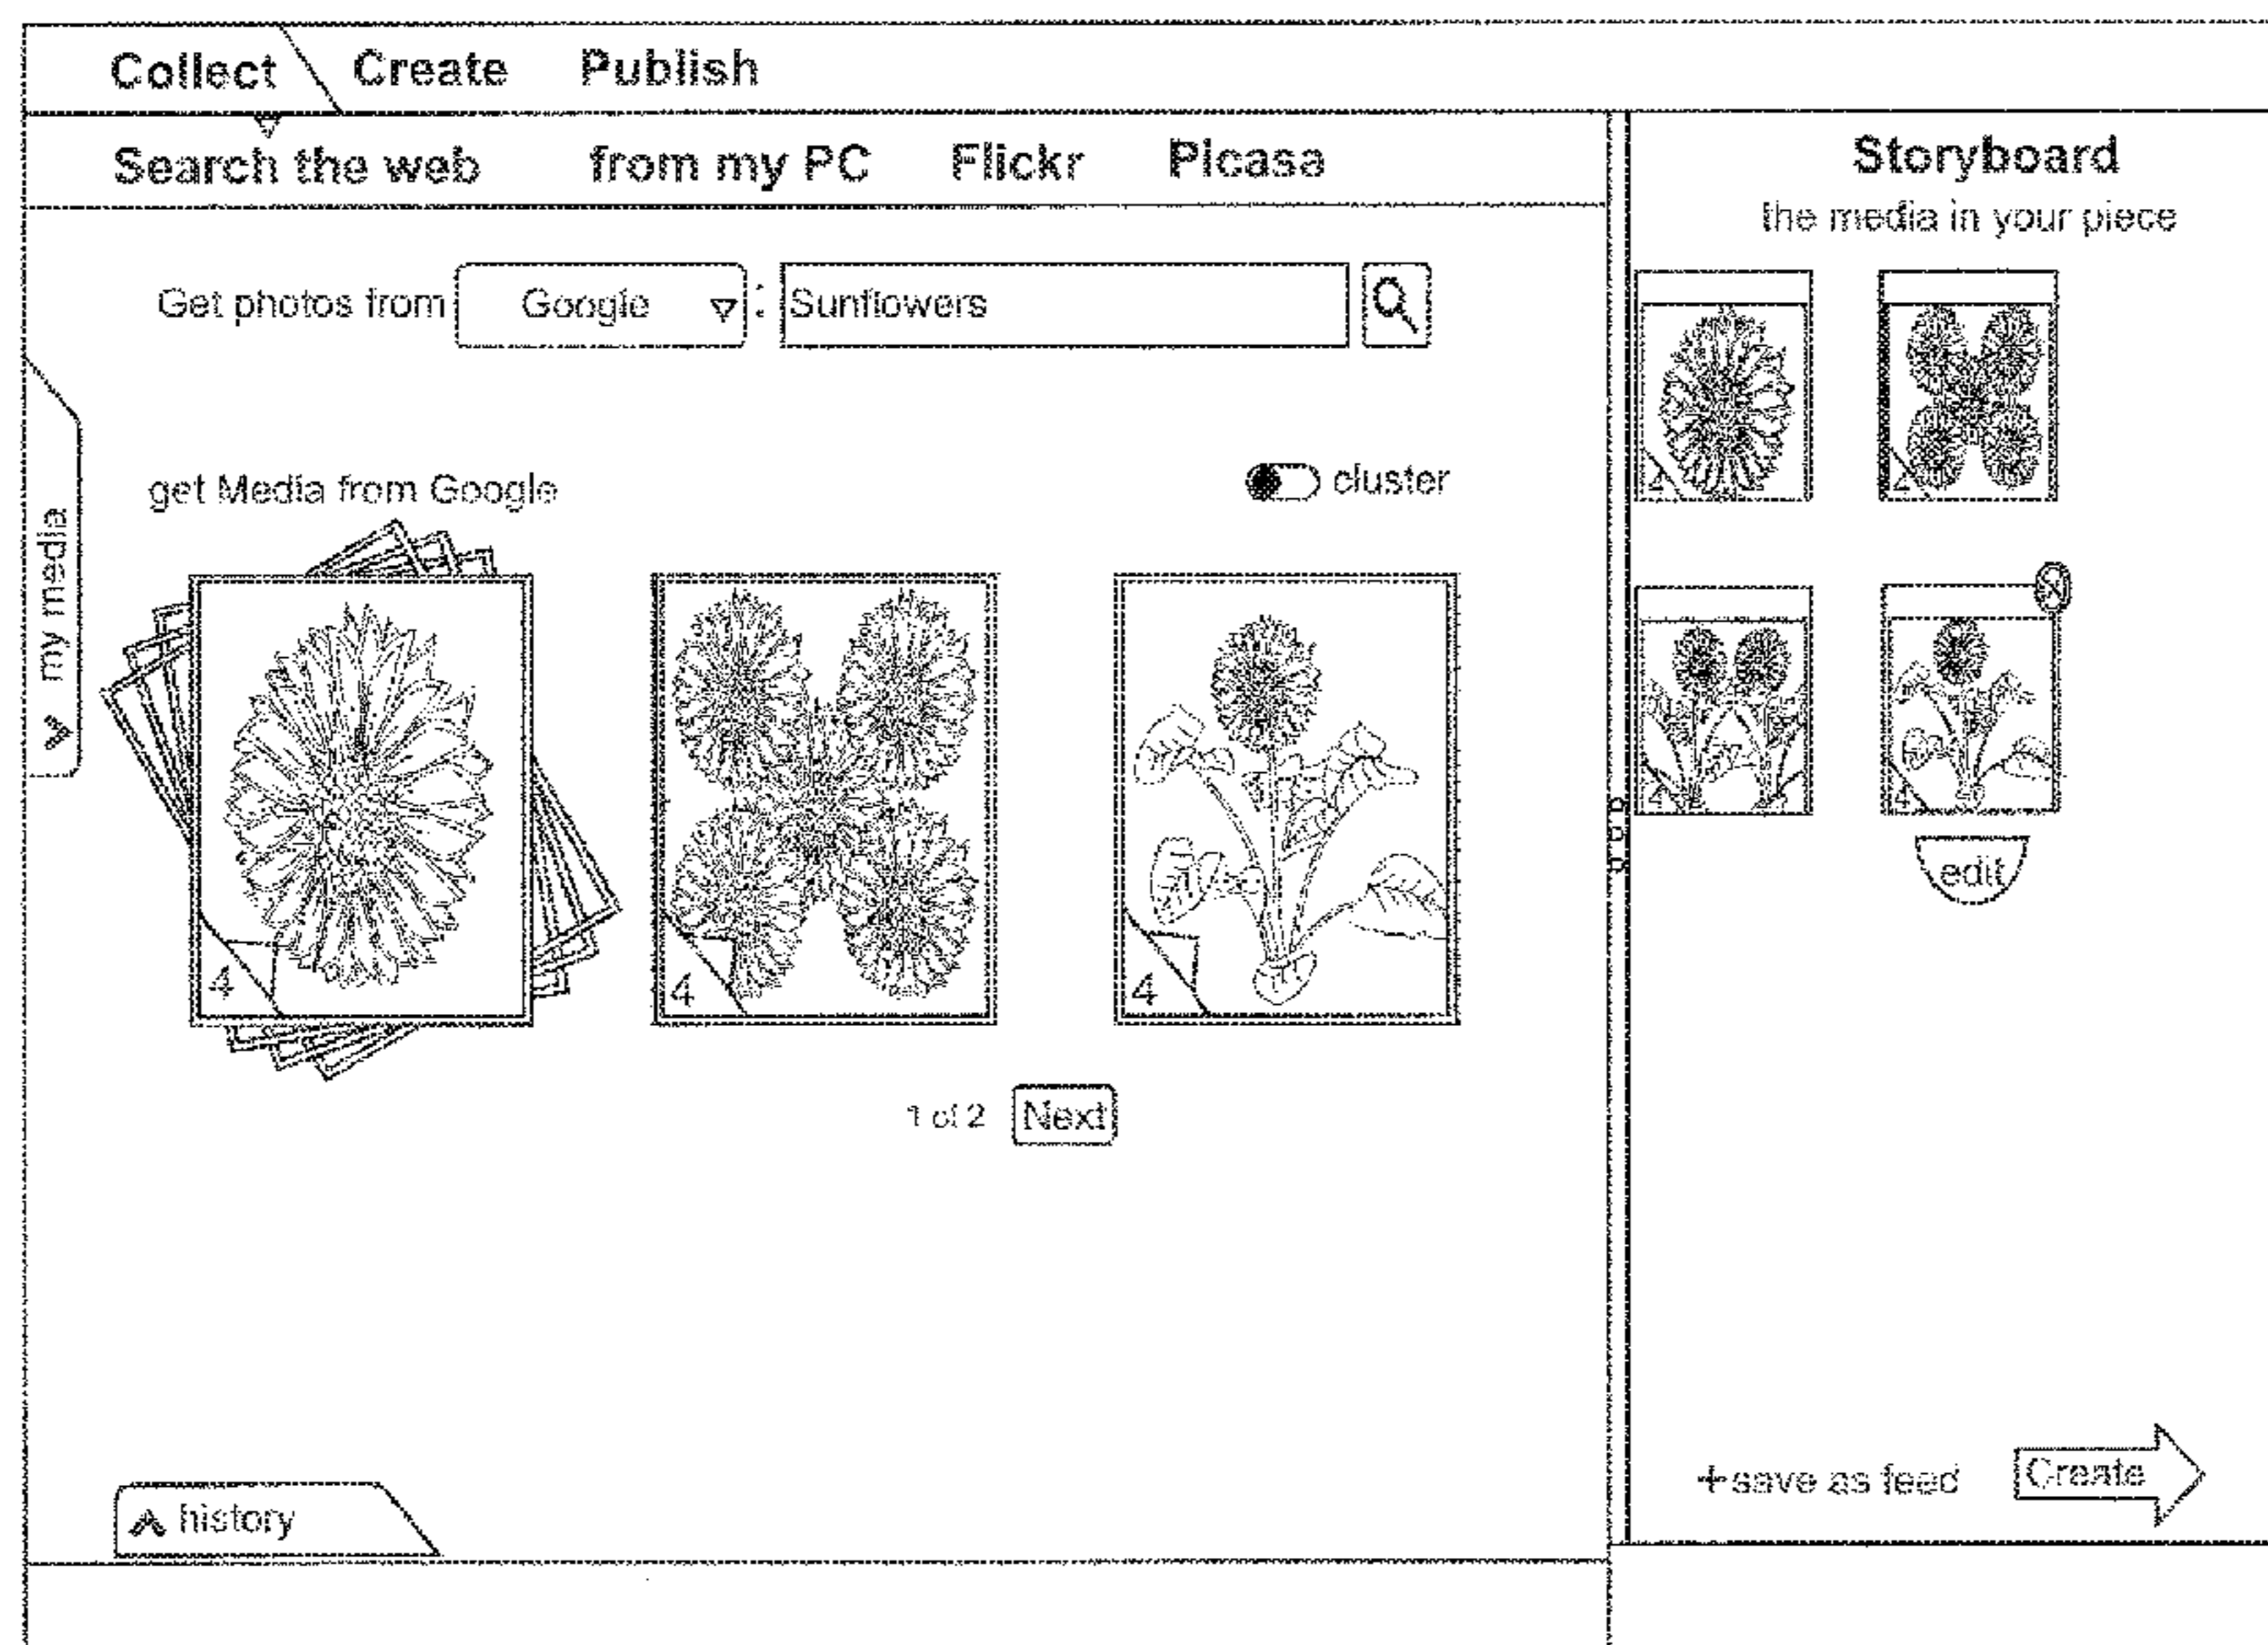 Collect Create Publish
Search the web from my PC Flickr Picasa
Storyboard
the media in your piece
Get photos from Google : Sunflowers
my media
get Media from Google
cluster
4
4
4
4
4
4
4
edit
1 of 2 Next
+save as feed Create
history